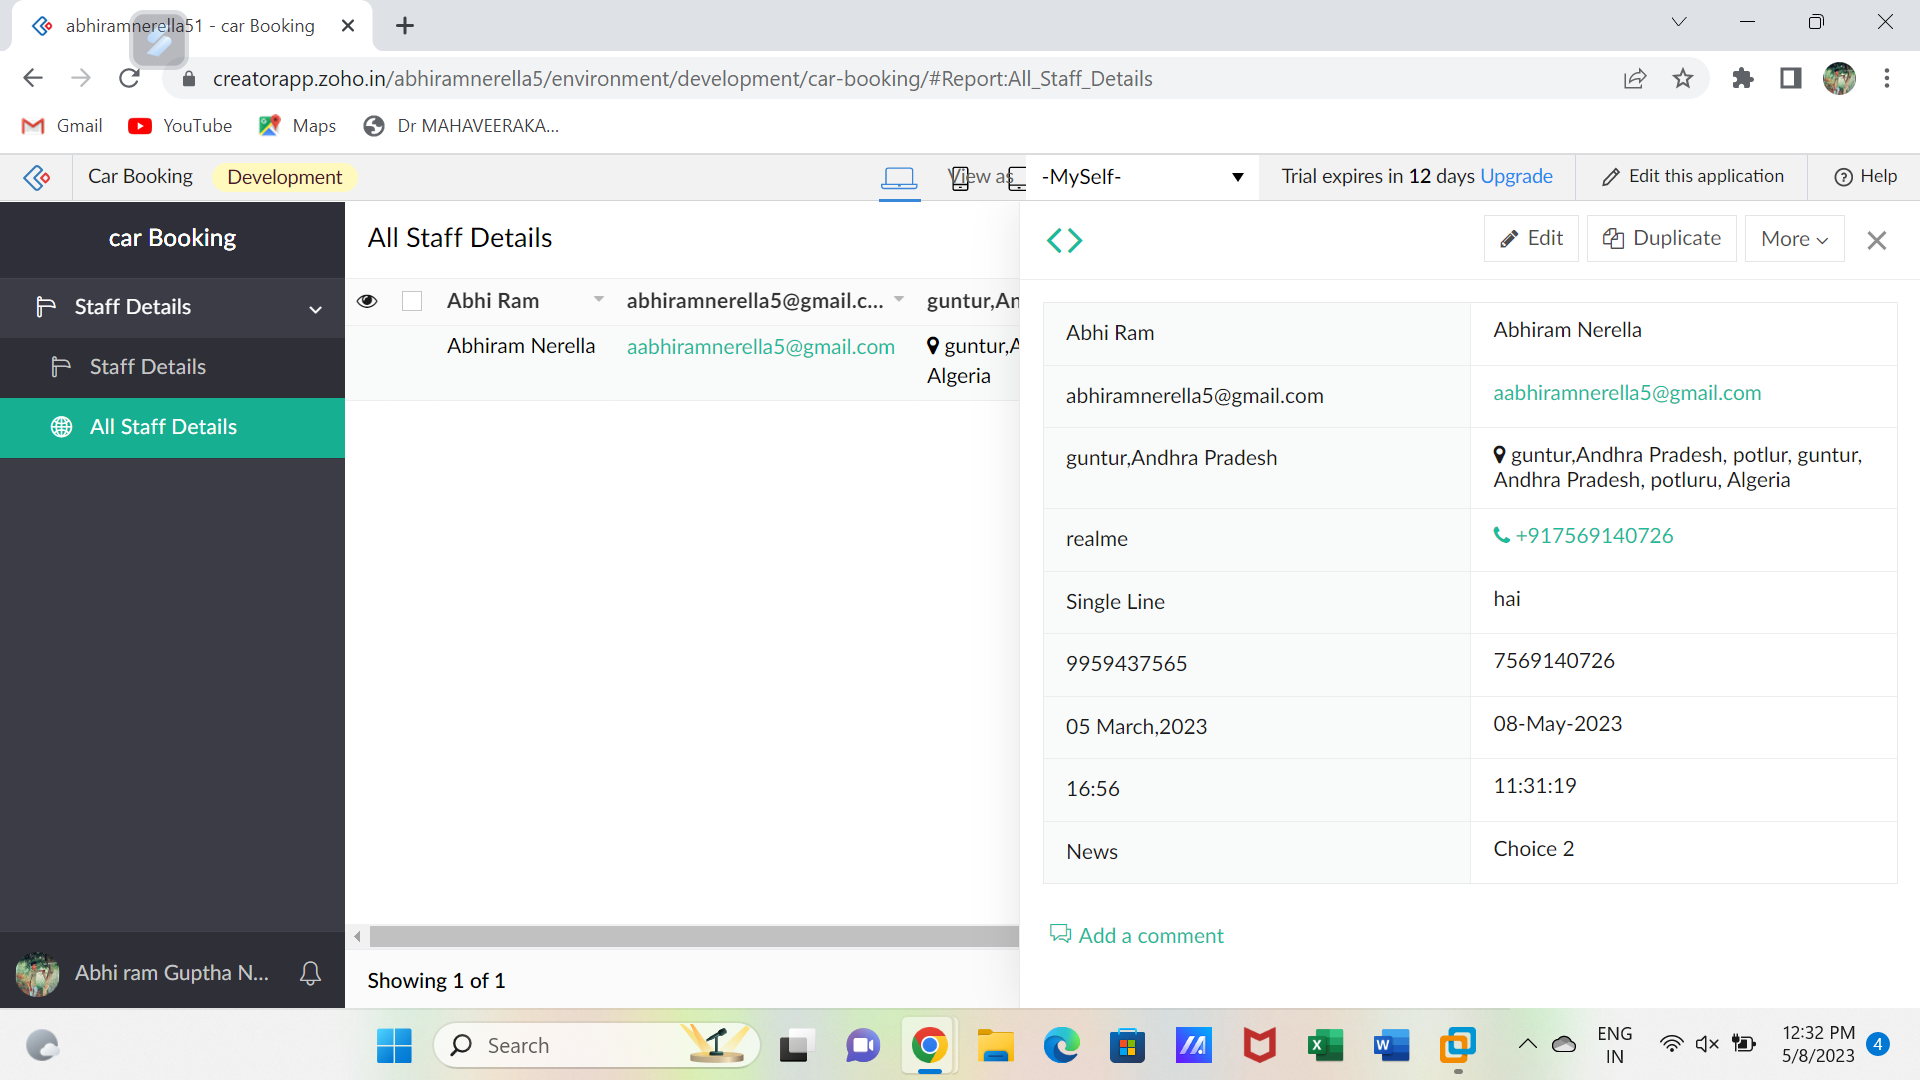 abhiramnerella51 - car Booking
creatorapp.zoho.in/abhiramnerella5/environment/development/car-booking/#Report:All_Staff_Details
Gmail
YouTube
Maps
Dr MAHAVEERAKA...
Car Booking
Development
View as
-MySelf-
Trial expires in 12 days Upgrade
Edit this application
Help
car Booking
Staff Details
Staff Details
All Staff Details
Abhi ram Guptha N...
All Staff Details
Abhi Ram
abhiramnerella5@gmail.c...
guntur,An
Abhiram Nerella
aabhiramnerella5@gmail.com
guntur,A
Algeria
Showing 1 of 1
Edit
Duplicate
More
Abhi Ram
Abhiram Nerella
abhiramnerella5@gmail.com
aabhiramnerella5@gmail.com
guntur,Andhra Pradesh
guntur,Andhra Pradesh, potlur, guntur,
Andhra Pradesh, potluru, Algeria
realme
+917569140726
Single Line
hai
9959437565
7569140726
05 March,2023
08-May-2023
16:56
11:31:19
News
Choice 2
Add a comment
Search
ENG
IN
12:32 PM
5/8/2023
4